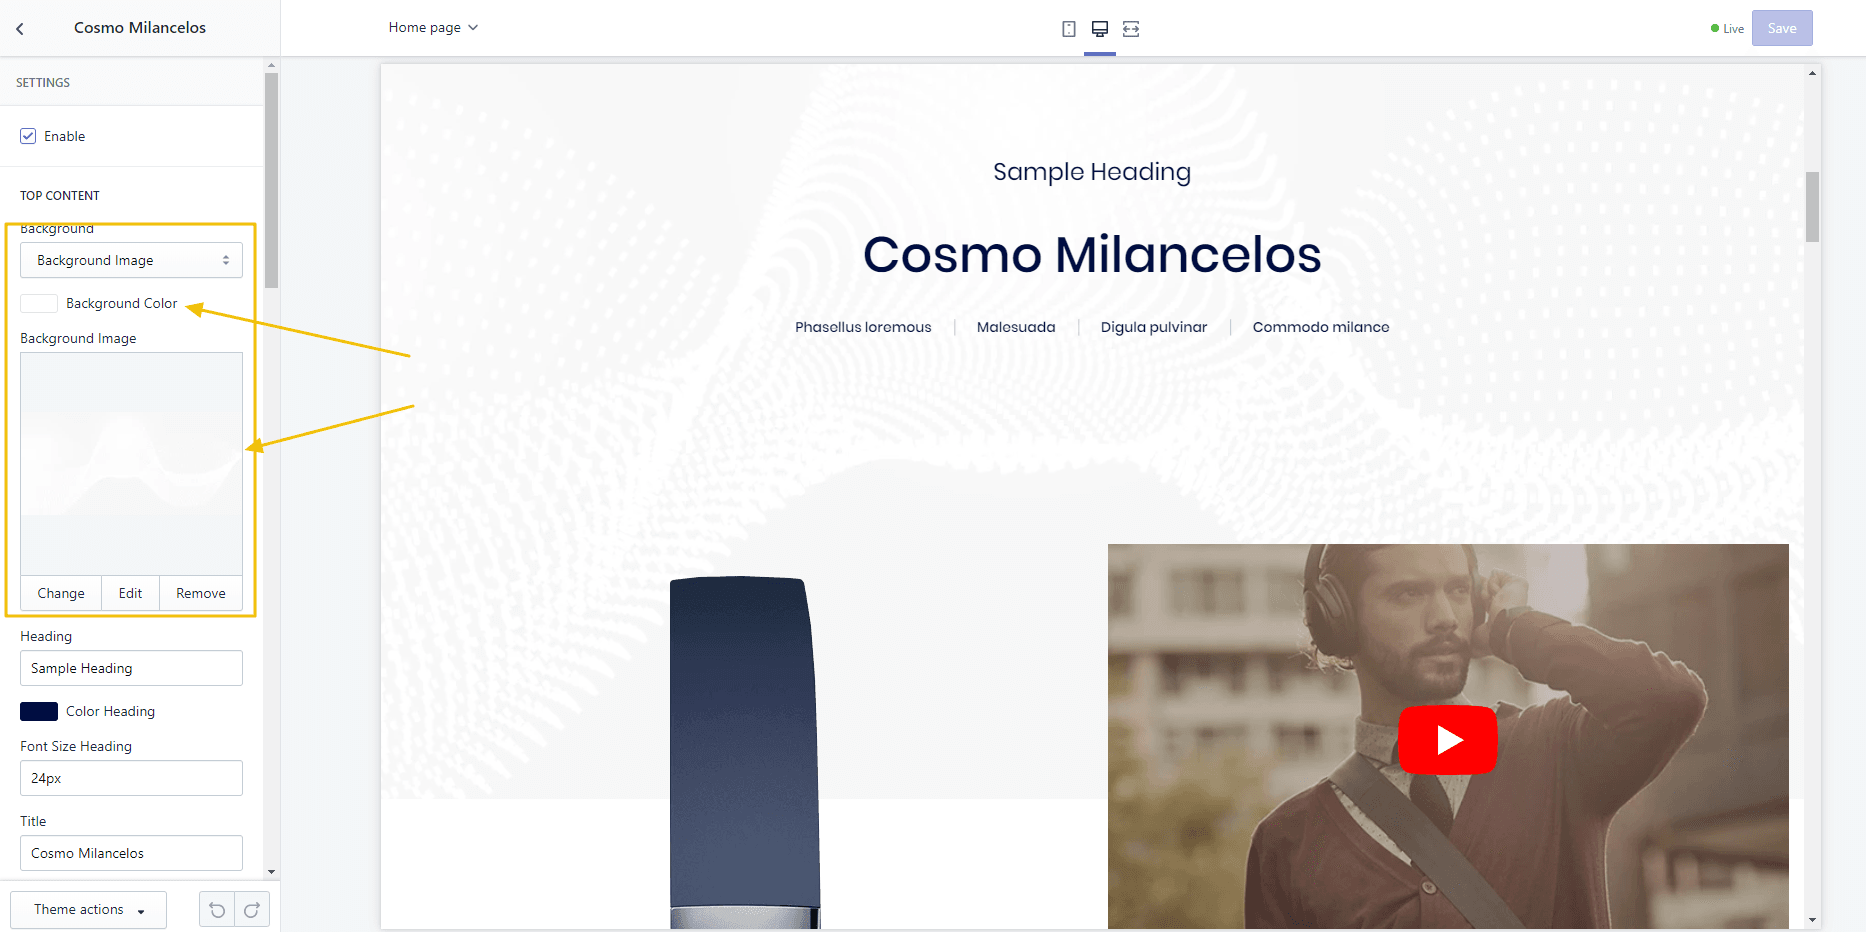 Cosmo Milancelos
Home page
Live
Save
SETTINGS
Enable
TOP CONTENT
Background
Background Image
Background Color
Background Image
Change
Edit
Remove
Heading
Sample Heading
Color Heading
Font Size Heading
24px
Title
Cosmo Milancelos
Theme actions
Sample Heading
Cosmo Milancelos
Phasellus loremous
Malesuada
Digula pulvinar
Commodo milance